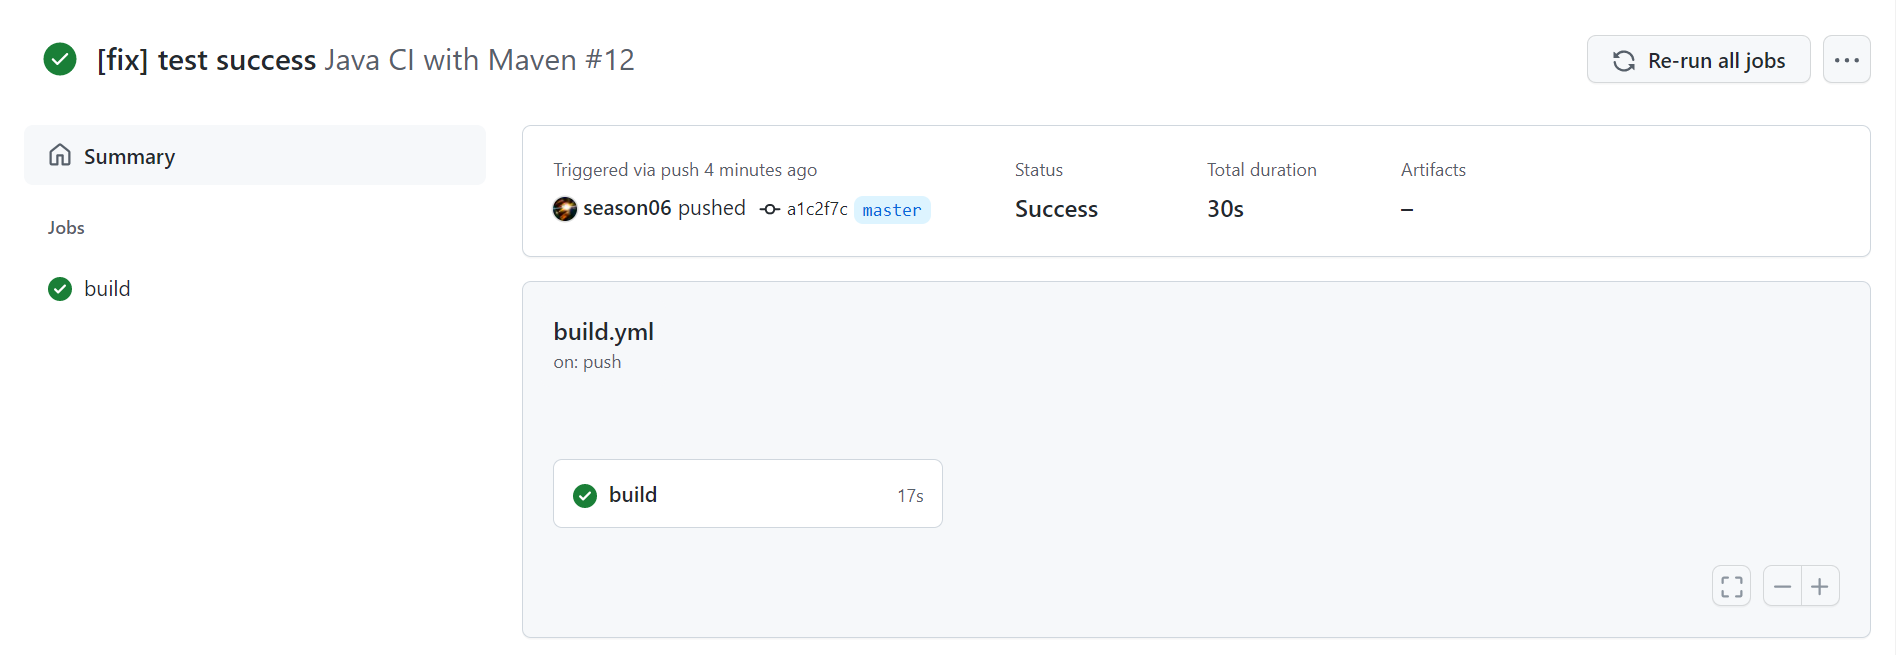 [fix] test success Java CI with Maven #12
Re-run all jobs
Summary
Jobs
build
Triggered via push 4 minutes ago
season06 pushed a1c2f7c master
Status
Success
Total duration
30s
Artifacts
–
build.yml
on: push
build 17s